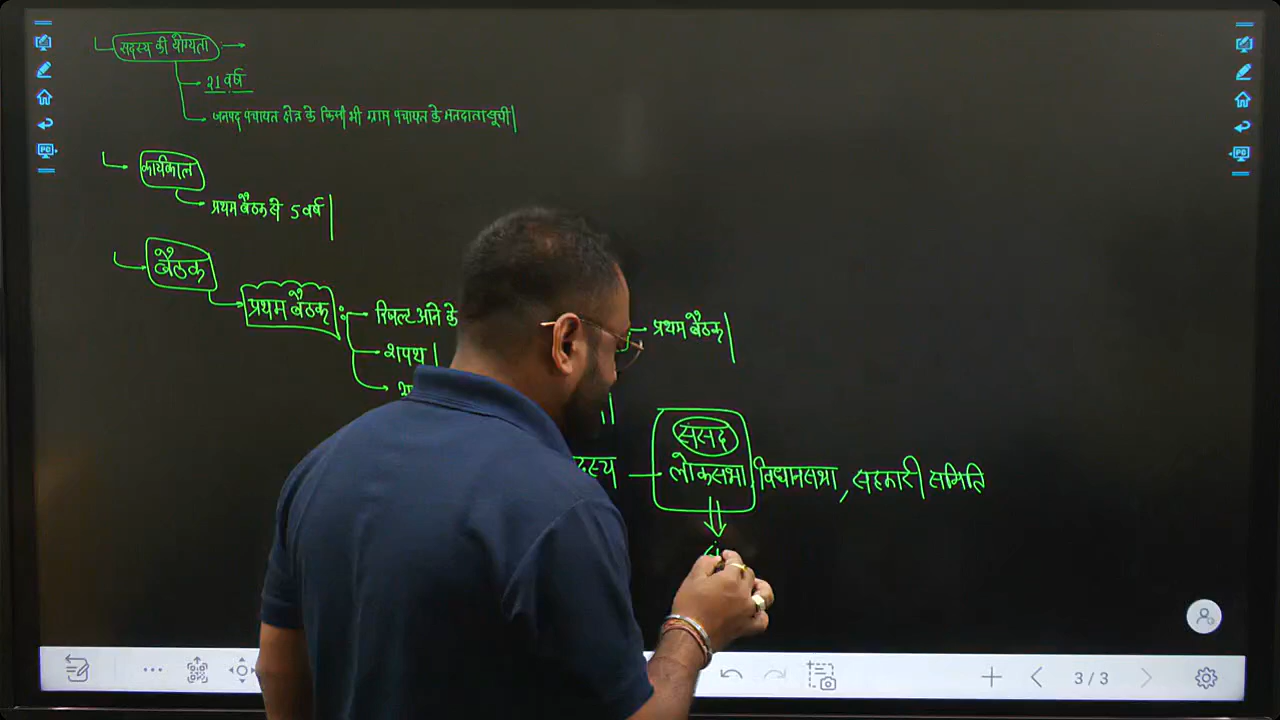 सदस्य की योग्यता
21 वर्ष
जनपद पंचायत क्षेत्र के किसी भी ग्राम पंचायत के मतदाता सूची
कार्यकाल
प्रथम बैठक से 5 वर्ष
बैठक
प्रथम बैठक : रिजल्ट आने के
प्रथम बैठक
शपथ
संसद
लोकसभा, विधानसभा, सहकारी समिति
3/3